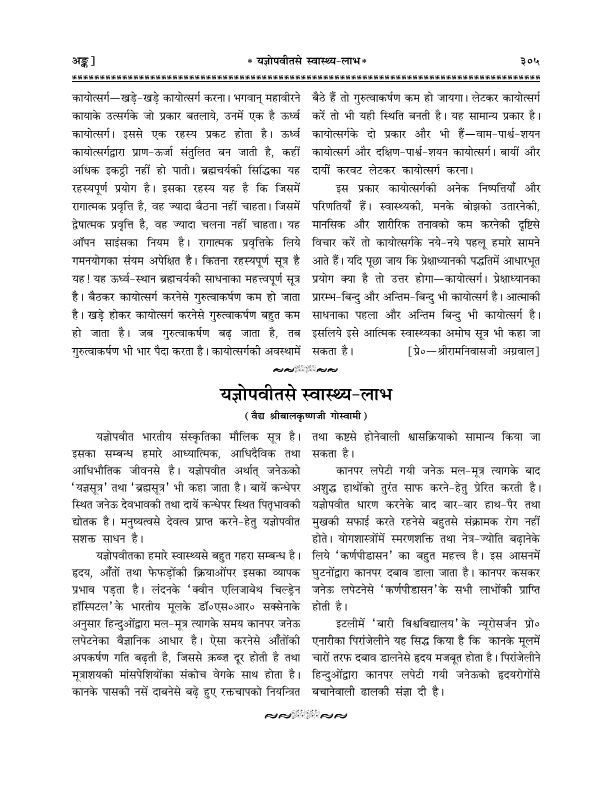 अङ्क ]
* यज्ञोपवीतसे स्वास्थ्य-लाभ*
३०५
कायोत्सर्ग—खड़े-खड़े कायोत्सर्ग करना। भगवान् महावीरने
कायाके उत्सर्गके जो प्रकार बतलाये, उनमें एक है ऊर्ध्व
कायोत्सर्ग। इससे एक रहस्य प्रकट होता है। ऊर्ध्व
कायोत्सर्गद्वारा प्राण-ऊर्जा संतुलित बन जाती है, कहीं
अधिक इकट्ठी नहीं हो पाती। ब्रह्मचर्यकी सिद्धिका यह
रहस्यपूर्ण प्रयोग है। इसका रहस्य यह है कि जिसमें
रागात्मक प्रवृत्ति है, वह ज्यादा बैठना नहीं चाहता। जिसमें
द्वेषात्मक प्रवृत्ति है, वह ज्यादा चलना नहीं चाहता। यह
ऑपन साइंसका नियम है। रागात्मक प्रवृत्तिके लिये
गमनयोगका संयम अपेक्षित है। कितना रहस्यपूर्ण सूत्र है
यह! यह ऊर्ध्व-स्थान ब्रह्मचर्यकी साधनाका महत्त्वपूर्ण सूत्र
है। बैठकर कायोत्सर्ग करनेसे गुरुत्वाकर्षण कम हो जाता
है। खड़े होकर कायोत्सर्ग करनेसे गुरुत्वाकर्षण बहुत कम
हो जाता है। जब गुरुत्वाकर्षण बढ़ जाता है, तब
गुरुत्वाकर्षण भी भार पैदा करता है। कायोत्सर्गकी अवस्थामें
बैठे हैं तो गुरुत्वाकर्षण कम हो जायगा। लेटकर कायोत्सर्ग
करें तो भी यही स्थिति बनती है। यह सामान्य प्रकार है।
कायोत्सर्गके दो प्रकार और भी हैं—वाम-पार्श्व-शयन
कायोत्सर्ग और दक्षिण-पार्श्व-शयन कायोत्सर्ग। बायीं और
दायीं करवट लेटकर कायोत्सर्ग करना।
इस प्रकार कायोत्सर्गकी अनेक निष्पत्तियाँ और
परिणतियाँ हैं। स्वास्थ्यकी, मनके बोझको उतारनेकी,
मानसिक और शारीरिक तनावको कम करनेकी दृष्टिसे
विचार करें तो कायोत्सर्गके नये-नये पहलू हमारे सामने
आते हैं। यदि पूछा जाय कि प्रेक्षाध्यानकी पद्धतिमें आधारभूत
प्रयोग क्या है तो उत्तर होगा—कायोत्सर्ग। प्रेक्षाध्यानका
प्रारम्भ-बिन्दु और अन्तिम-बिन्दु भी कायोत्सर्ग है। आत्माकी
साधनाका पहला और अन्तिम बिन्दु भी कायोत्सर्ग है।
इसलिये इसे आत्मिक स्वास्थ्यका अमोघ सूत्र भी कहा जा
सकता है। [प्रे०—श्रीरामनिवासजी अग्रवाल]
यज्ञोपवीतसे स्वास्थ्य-लाभ
( वैद्य श्रीबालकृष्णजी गोस्वामी )
यज्ञोपवीत भारतीय संस्कृतिका मौलिक सूत्र है।
इसका सम्बन्ध हमारे आध्यात्मिक, आधिदैविक तथा
आधिभौतिक जीवनसे है। यज्ञोपवीत अर्थात् जनेऊको
'यज्ञसूत्र' तथा 'ब्रह्मसूत्र' भी कहा जाता है। बायें कन्धेपर
स्थित जनेऊ देवभावकी तथा दायें कन्धेपर स्थित पितृभावकी
द्योतक है। मनुष्यत्वसे देवत्व प्राप्त करने-हेतु यज्ञोपवीत
सशक्त साधन है।
यज्ञोपवीतका हमारे स्वास्थ्यसे बहुत गहरा सम्बन्ध है।
हृदय, आँतों तथा फेफड़ोंकी क्रियाओंपर इसका व्यापक
प्रभाव पड़ता है। लंदनके 'क्वीन एलिजाबेथ चिल्ड्रेन
हॉस्पिटल'के भारतीय मूलके डॉ०एस०आर० सक्सेनाके
अनुसार हिन्दुओंद्वारा मल-मूत्र त्यागके समय कानपर जनेऊ
लपेटनेका वैज्ञानिक आधार है। ऐसा करनेसे आँतोंकी
अपकर्षण गति बढ़ती है, जिससे क़ब्ज दूर होती है तथा
मूत्राशयकी मांसपेशियोंका संकोच वेगके साथ होता है।
कानके पासकी नसें दाबनेसे बढ़े हुए रक्तचापको नियन्त्रित
तथा कष्टसे होनेवाली श्वासक्रियाको सामान्य किया जा
सकता है।
कानपर लपेटी गयी जनेऊ मल-मूत्र त्यागके बाद
अशुद्ध हाथोंको तुरंत साफ करने-हेतु प्रेरित करती है।
यज्ञोपवीत धारण करनेके बाद बार-बार हाथ-पैर तथा
मुखकी सफाई करते रहनेसे बहुतसे संक्रामक रोग नहीं
होते। योगशास्त्रोंमें स्मरणशक्ति तथा नेत्र-ज्योति बढ़ानेके
लिये 'कर्णपीडासन' का बहुत महत्त्व है। इस आसनमें
घुटनोंद्वारा कानपर दबाव डाला जाता है। कानपर कसकर
जनेऊ लपेटनेसे 'कर्णपीडासन'के सभी लाभोंकी प्राप्ति
होती है।
इटलीमें 'बारी विश्वविद्यालय'के न्यूरोसर्जन प्रो०
एनारीका पिरांजेलीने यह सिद्ध किया है कि कानके मूलमें
चारों तरफ दबाव डालनेसे हृदय मजबूत होता है। पिरांजेलीने
हिन्दुओंद्वारा कानपर लपेटी गयी जनेऊको हृदयरोगोंसे
बचानेवाली ढालकी संज्ञा दी है।